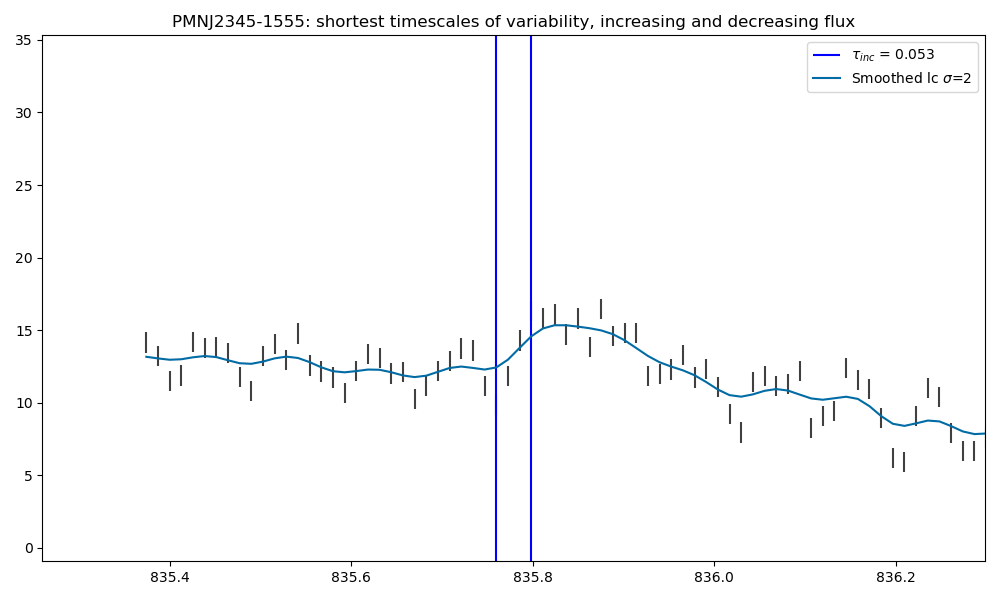 PMNJ2345-1555: shortest timescales of variability, increasing and decreasing flux
35
30
25
20
15
10
5
0
τ_inc = 0.053
Smoothed lc σ=2
835.4 835.6 835.8 836.0 836.2